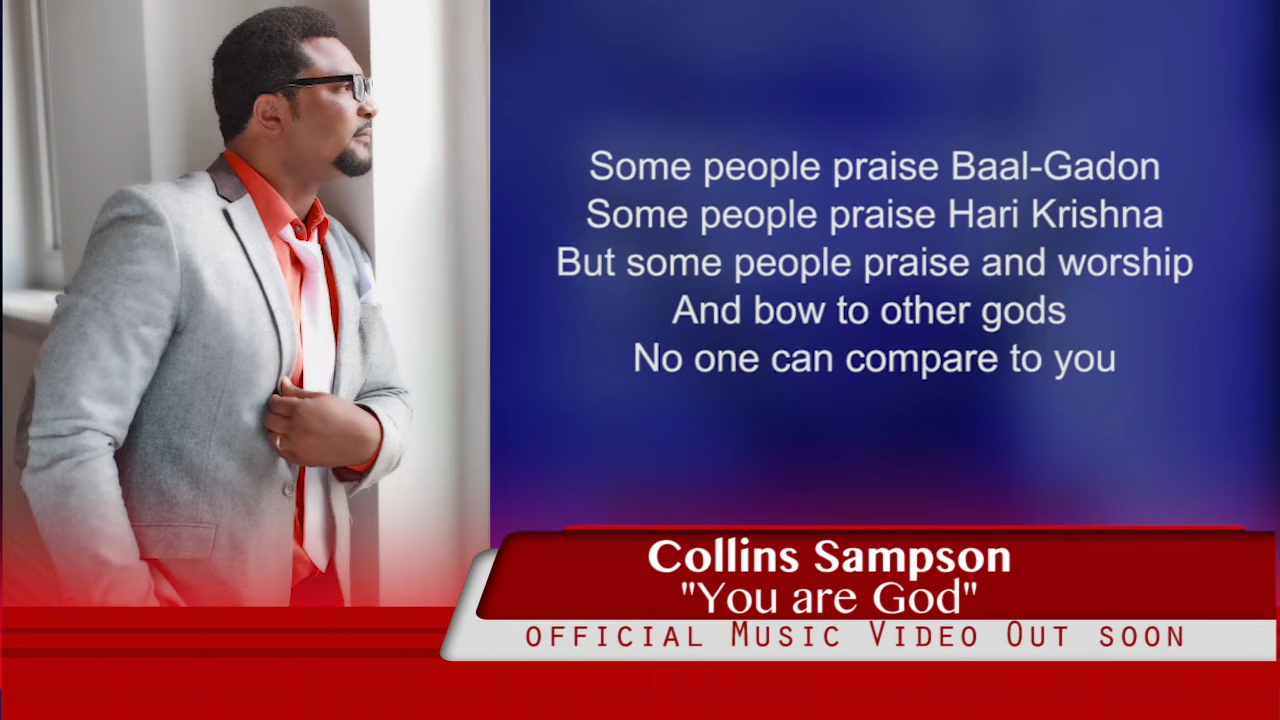 Some people praise Baal-Gadon
Some people praise Hari Krishna
But some people praise and worship
And bow to other gods
No one can compare to you
Collins Sampson
"You are God"
OFFICIAL MUSIC VIDEO OUT SOON